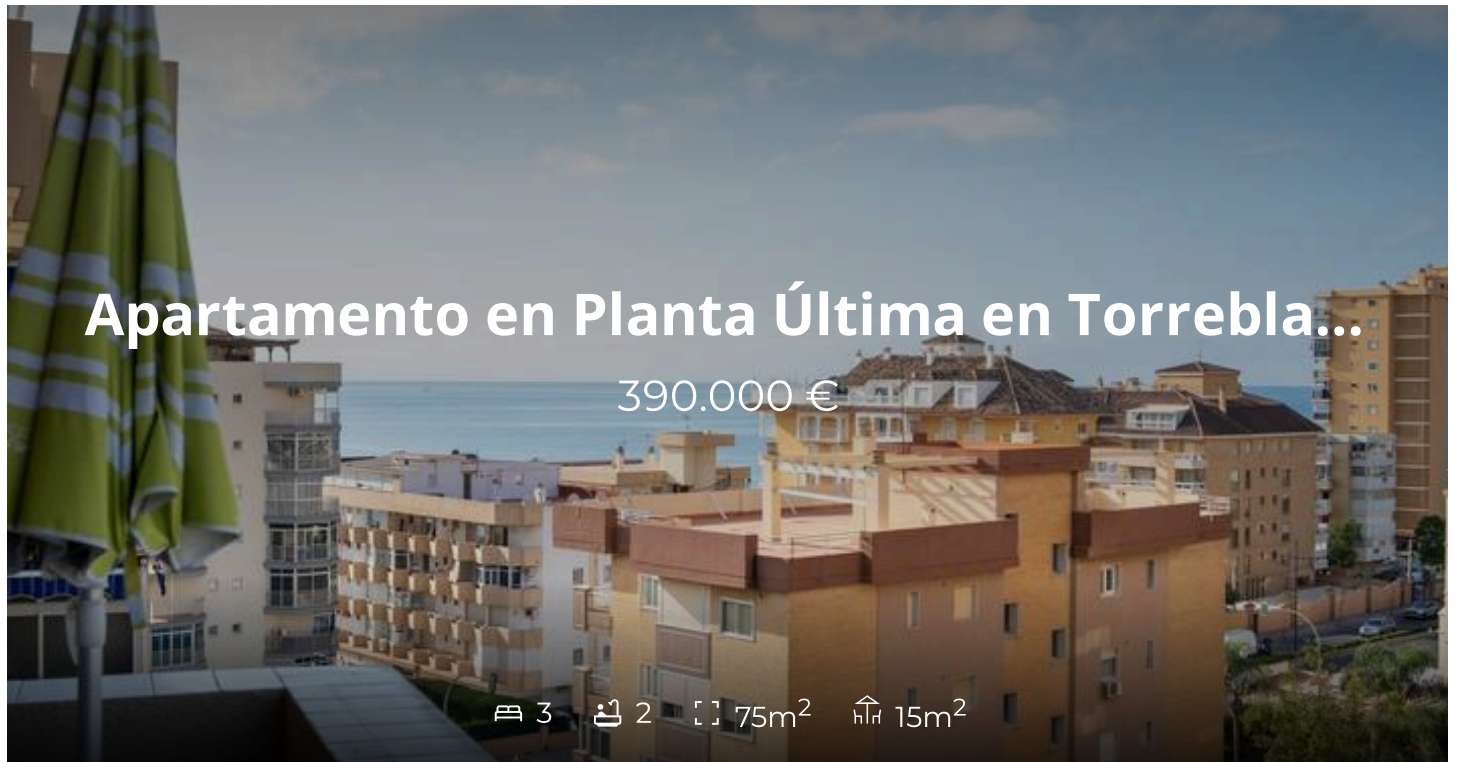 Apartamento en Planta Última en Torrebla...
390.000 €
3 2 75m² 15m²